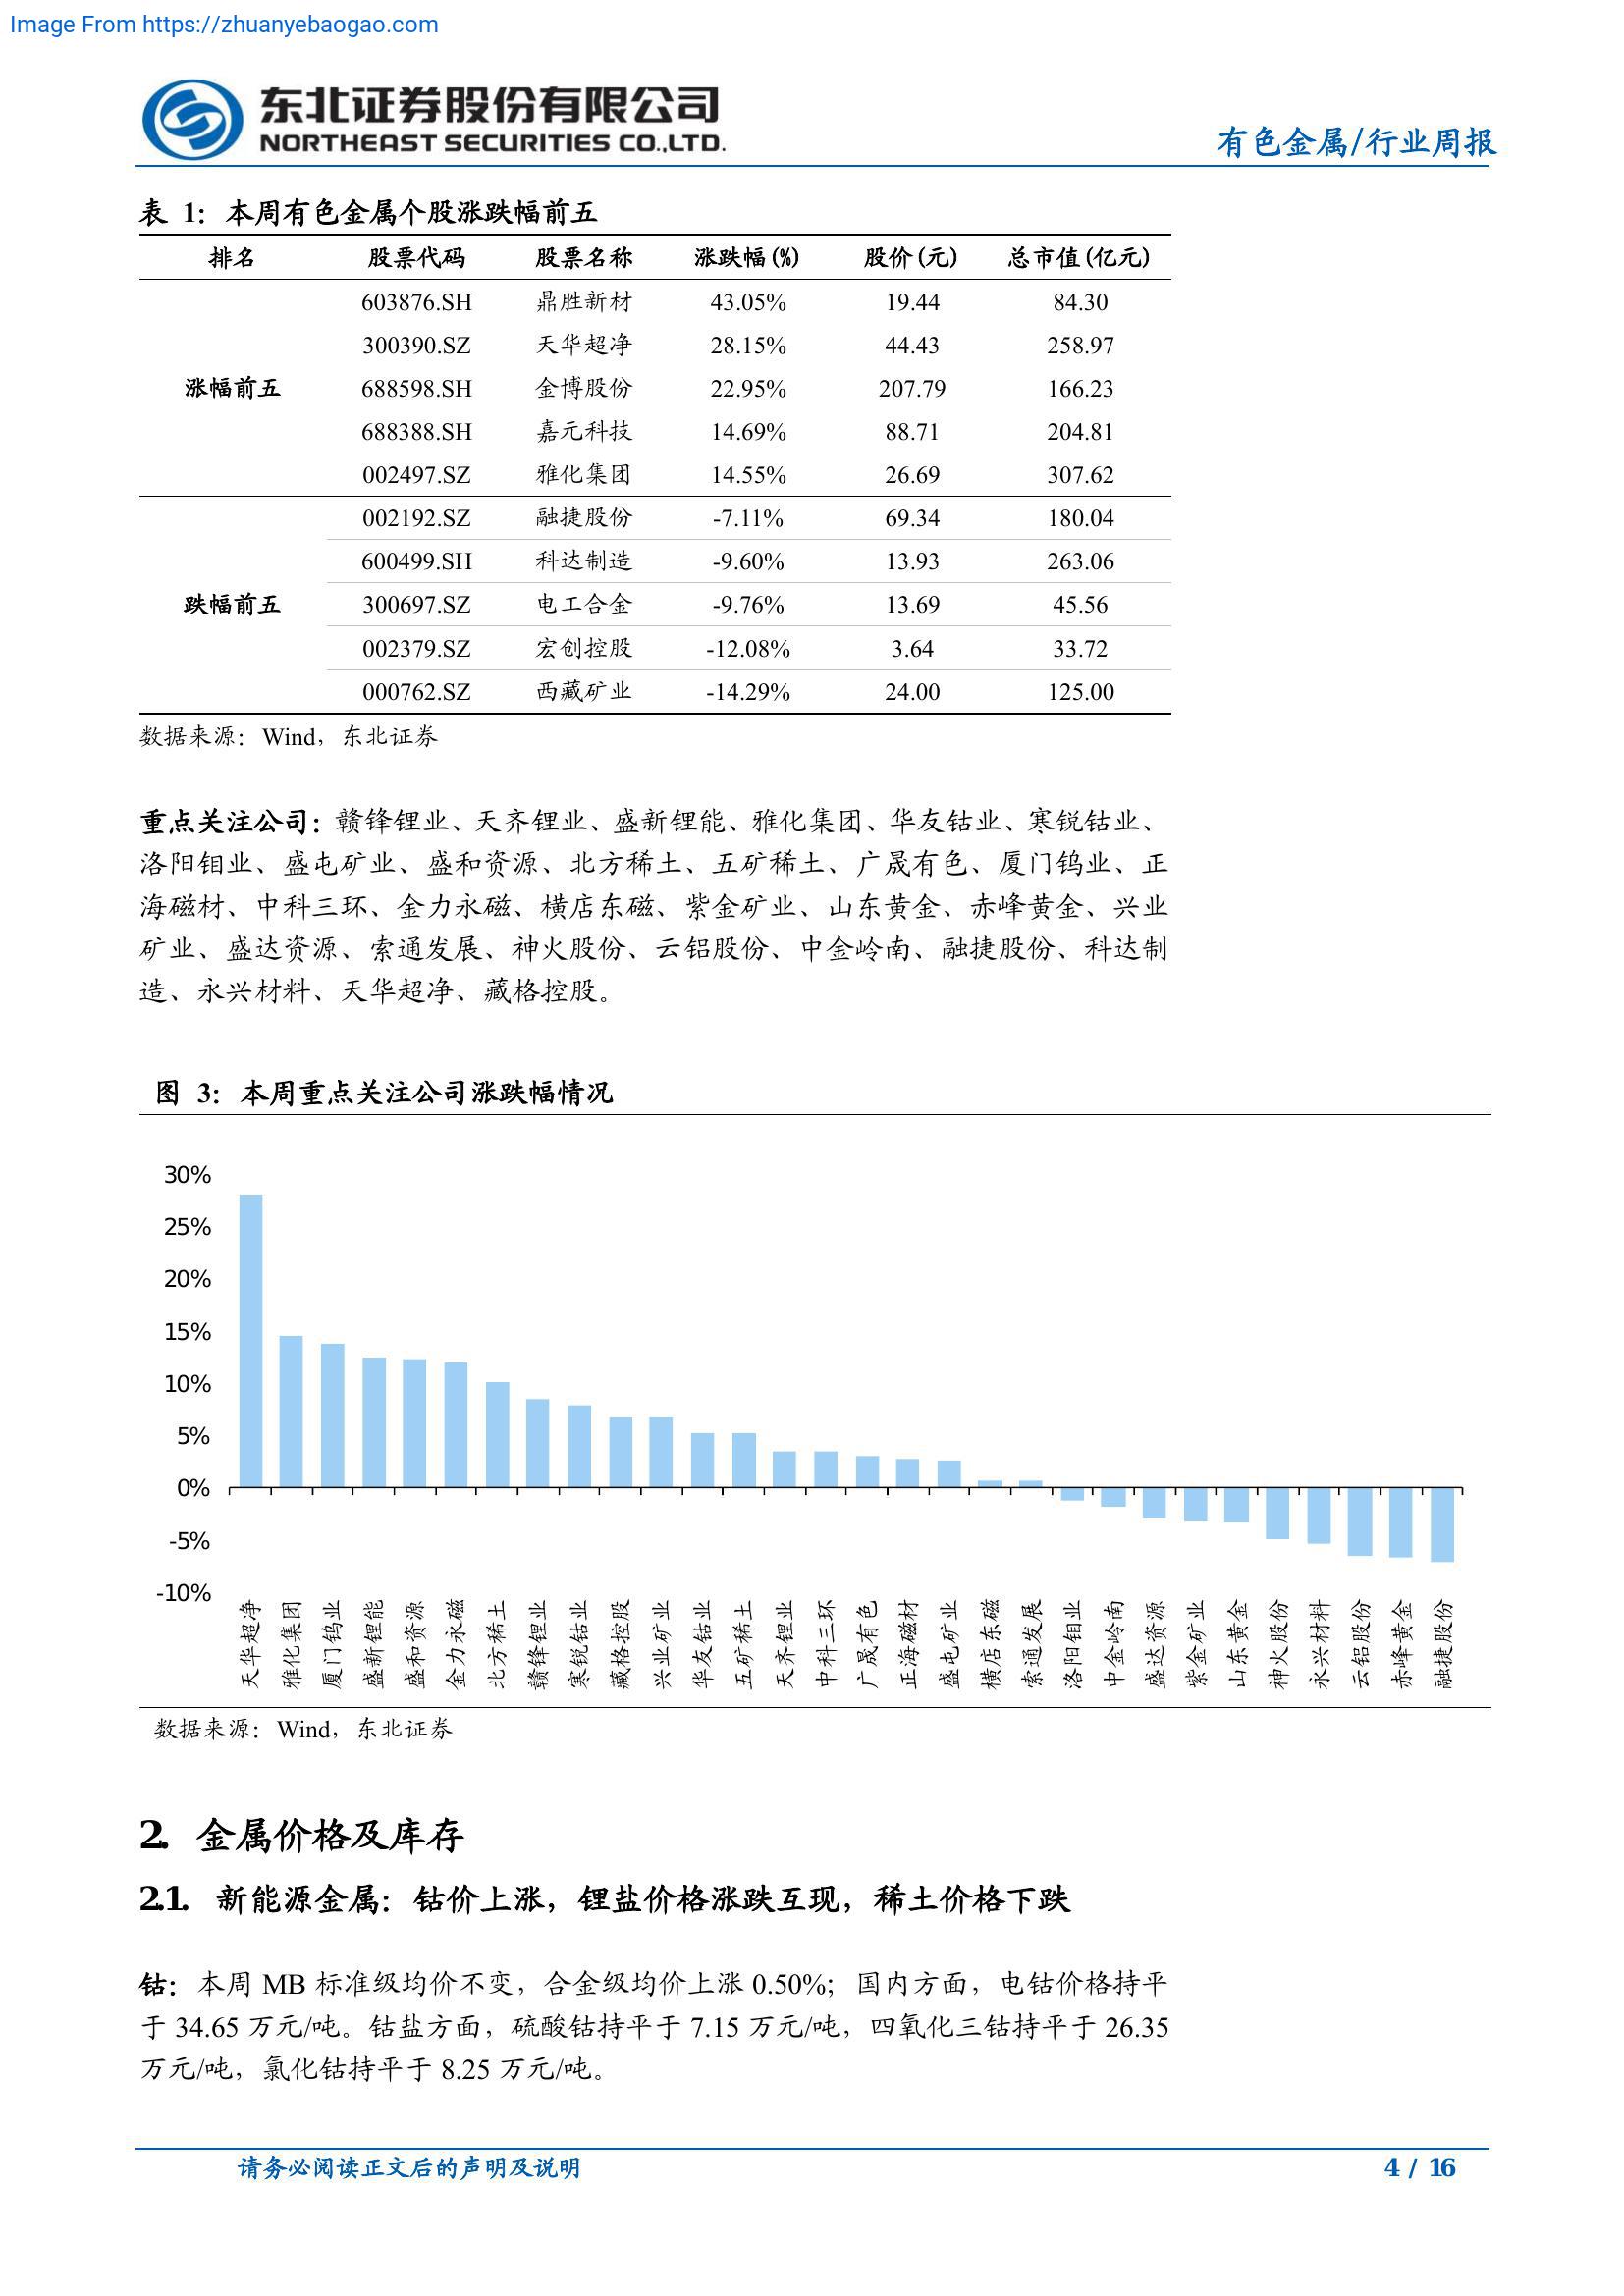 Image From https://zhuanyebaogao.com
东北证券股份有限公司
NORTHEAST SECURITIES CO.,LTD.
有色金属/行业周报
表 1：本周有色金属个股涨跌幅前五
排名 股票代码 股票名称 涨跌幅(%) 股价(元) 总市值(亿元)
603876.SH 鼎胜新材 43.05% 19.44 84.30
300390.SZ 天华超净 28.15% 44.43 258.97
涨幅前五 688598.SH 金博股份 22.95% 207.79 166.23
688388.SH 嘉元科技 14.69% 88.71 204.81
002497.SZ 雅化集团 14.55% 26.69 307.62
002192.SZ 融捷股份 -7.11% 69.34 180.04
600499.SH 科达制造 -9.60% 13.93 263.06
跌幅前五 300697.SZ 电工合金 -9.76% 13.69 45.56
002379.SZ 宏创控股 -12.08% 3.64 33.72
000762.SZ 西藏矿业 -14.29% 24.00 125.00
数据来源：Wind，东北证券
重点关注公司：赣锋锂业、天齐锂业、盛新锂能、雅化集团、华友钴业、寒锐钴业、
洛阳钼业、盛屯矿业、盛和资源、北方稀土、五矿稀土、广晟有色、厦门钨业、正
海磁材、中科三环、金力永磁、横店东磁、紫金矿业、山东黄金、赤峰黄金、兴业
矿业、盛达资源、索通发展、神火股份、云铝股份、中金岭南、融捷股份、科达制
造、永兴材料、天华超净、藏格控股。
图 3：本周重点关注公司涨跌幅情况
30%
25%
20%
15%
10%
5%
0%
-5%
-10%
天华超净
雅化集团
厦门钨业
盛新锂能
盛和资源
金力永磁
北方稀土
赣锋锂业
寒锐钴业
藏格控股
兴业矿业
华友钴业
五矿稀土
天齐锂业
中科三环
广晟有色
正海磁材
盛屯矿业
横店东磁
索通发展
洛阳钼业
中金岭南
盛达资源
紫金矿业
山东黄金
神火股份
永兴材料
云铝股份
赤峰黄金
融捷股份
数据来源：Wind，东北证券
2. 金属价格及库存
2.1. 新能源金属：钴价上涨，锂盐价格涨跌互现，稀土价格下跌
钴：本周 MB 标准级均价不变，合金级均价上涨 0.50%；国内方面，电钴价格持平
于 34.65 万元/吨。钴盐方面，硫酸钴持平于 7.15 万元/吨，四氧化三钴持平于 26.35
万元/吨，氯化钴持平于 8.25 万元/吨。
请务必阅读正文后的声明及说明
4 / 16